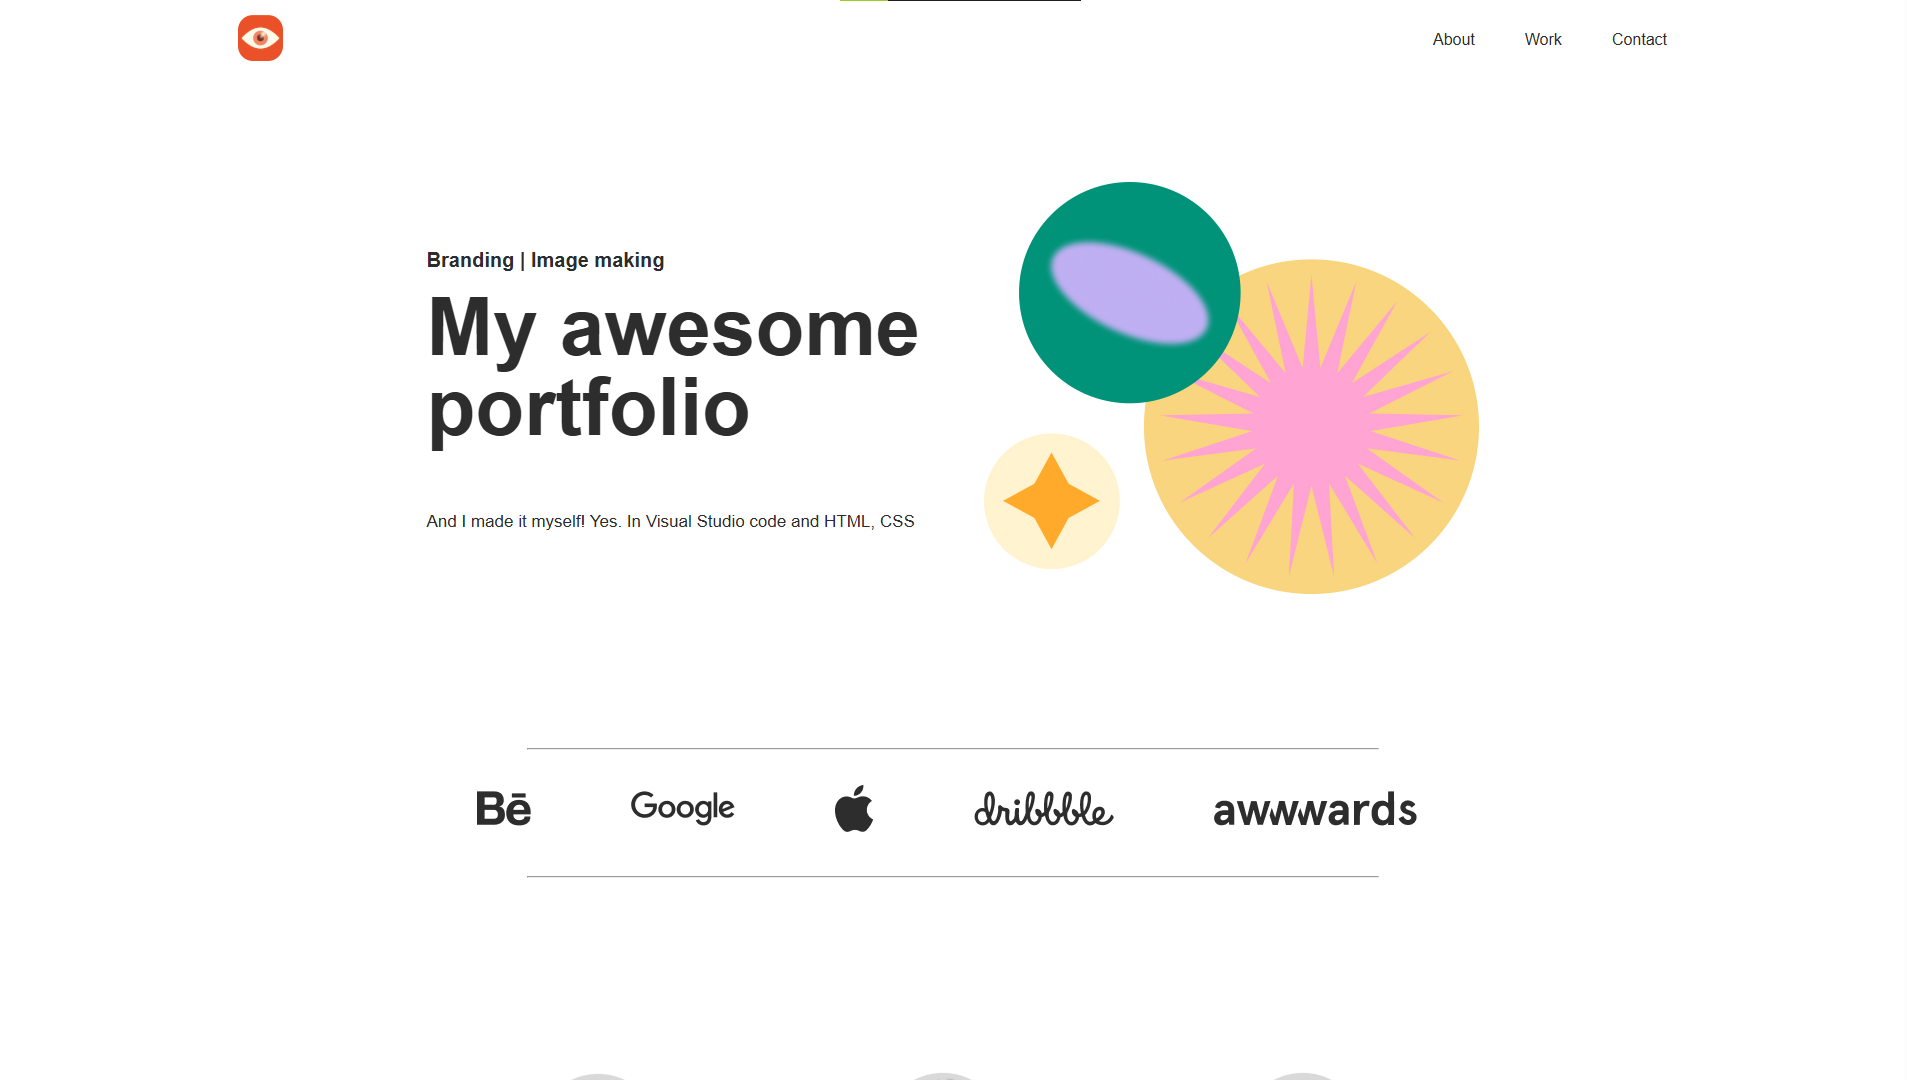 About Work Contact
Branding | Image making
My awesome
portfolio
And I made it myself! Yes. In Visual Studio code and HTML, CSS
Bē Google dribbble awwwards